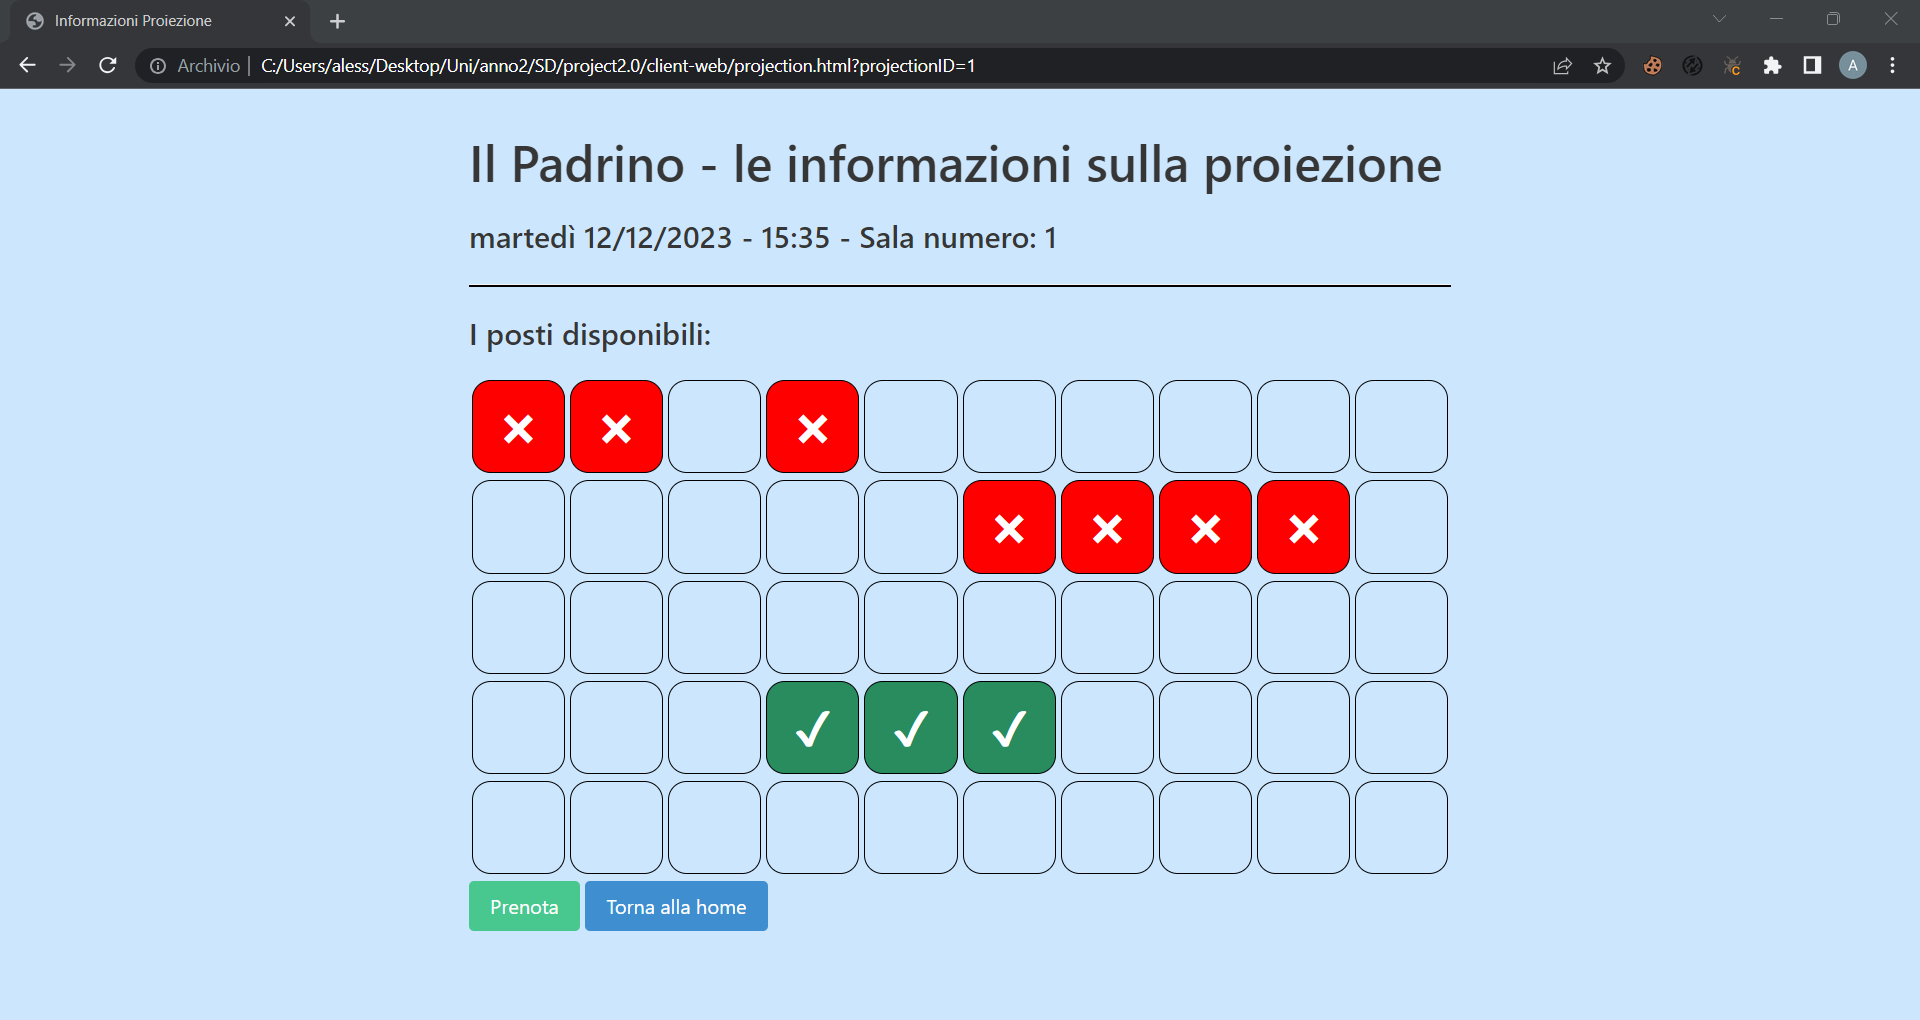 Informazioni Proiezione
Archivio | C:/Users/aless/Desktop/Uni/anno2/SD/project2.0/client-web/projection.html?projectionID=1
A
Il Padrino - le informazioni sulla proiezione
martedì 12/12/2023 - 15:35 - Sala numero: 1
I posti disponibili:
Prenota
Torna alla home